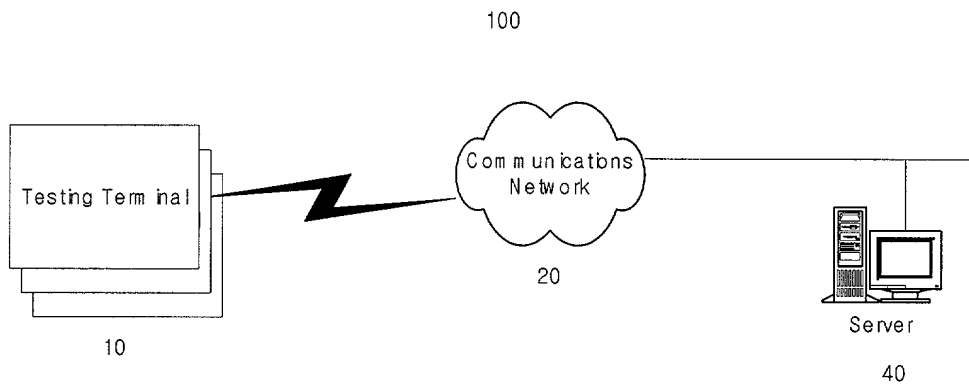 100
Testing Terminal
Communications
Network
20
10
Server
40